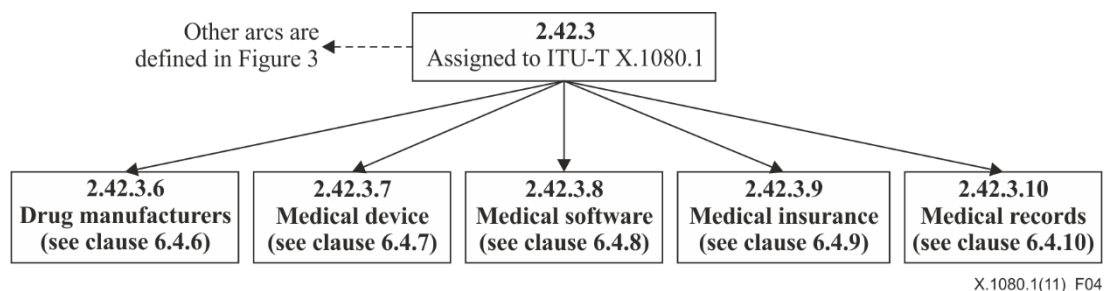 Other arcs are
defined in Figure 3
2.42.3
Assigned to ITU-T X.1080.1
2.42.3.6
Drug manufacturers
(see clause 6.4.6)
2.42.3.7
Medical device
(see clause 6.4.7)
2.42.3.8
Medical software
(see clause 6.4.8)
2.42.3.9
Medical insurance
(see clause 6.4.9)
2.42.3.10
Medical records
(see clause 6.4.10)
X.1080.1(11)_F04